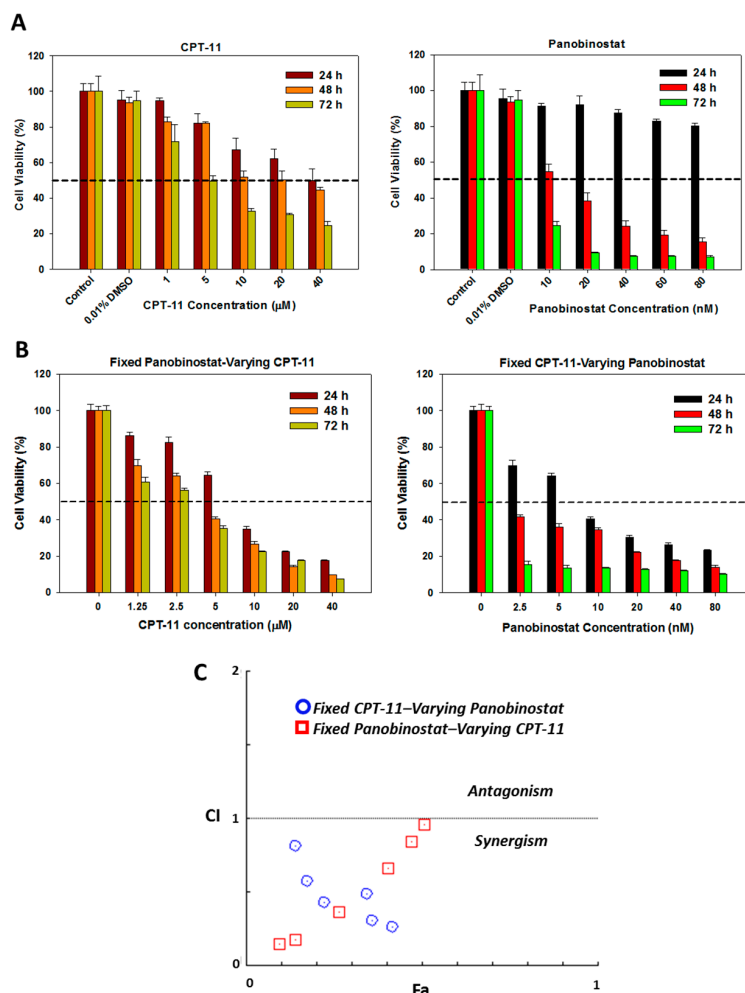 A
CPT-11
120
100
80
60
40
20
0
Cell Viability (%)
24 h
48 h
72 h
Control
0.01% DMSO
1
5
10
20
40
CPT-11 Concentration (μM)
Panobinostat
120
100
80
60
40
20
0
Cell Viability (%)
24 h
48 h
72 h
Control
0.01% DMSO
10
20
40
60
80
Panobinostat Concentration (nM)
B
Fixed Panobinostat-Varying CPT-11
120
100
80
60
40
20
0
Cell Viability (%)
24 h
48 h
72 h
0 1.25 2.5 5 10 20 40
CPT-11 concentration (μM)
Fixed CPT-11-Varying Panobinostat
120
100
80
60
40
20
0
Cell Viability (%)
24 h
48 h
72 h
0 2.5 5 10 20 40 80
Panobinostat Concentration (nM)
C
2
Fixed CPT-11–Varying Panobinostat
Fixed Panobinostat–Varying CPT-11
Antagonism
CI
1
Synergism
0
0
1
Fa